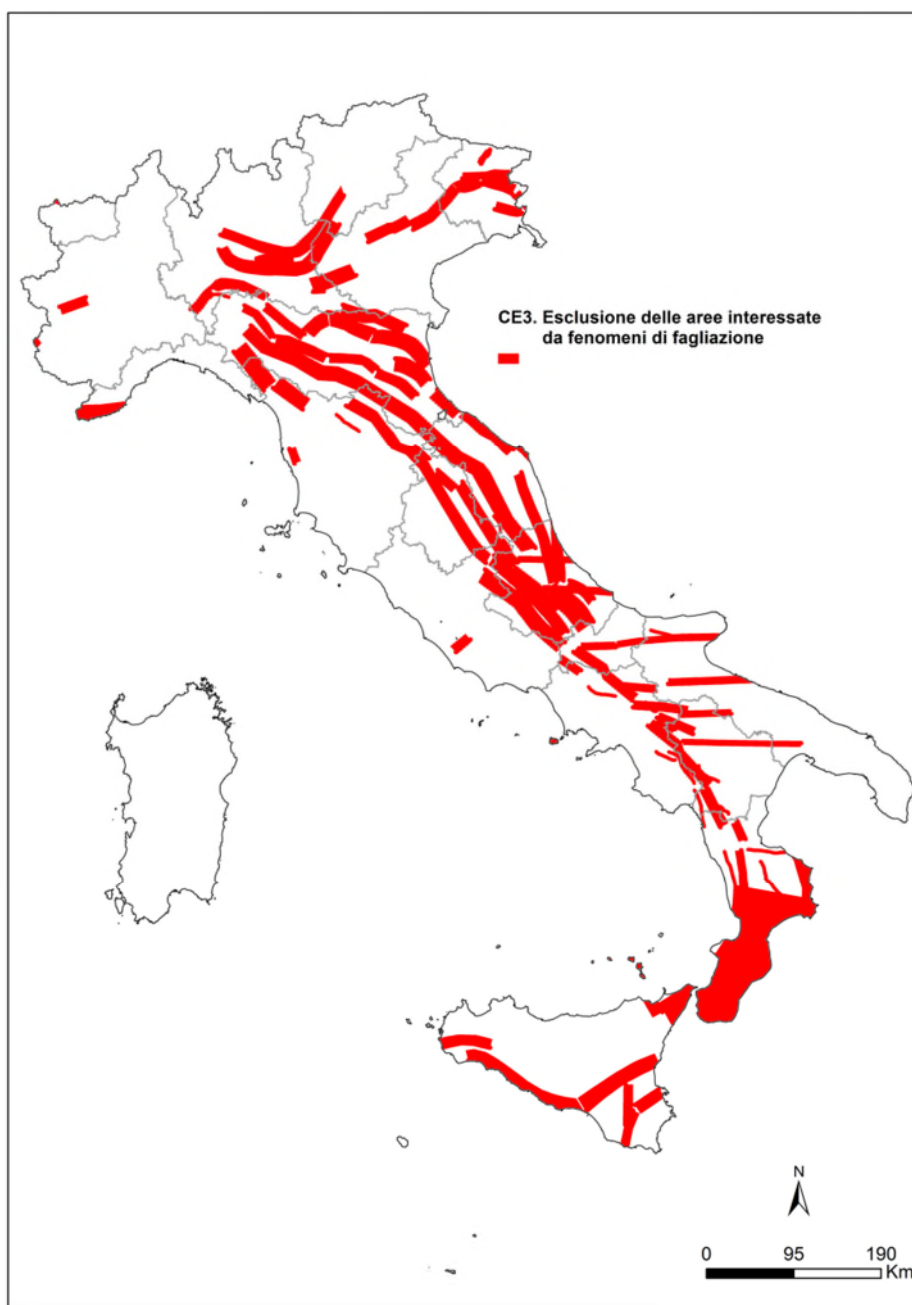 CE3. Esclusione delle aree interessate
da fenomeni di fagliazione
N
0 95 190
Km